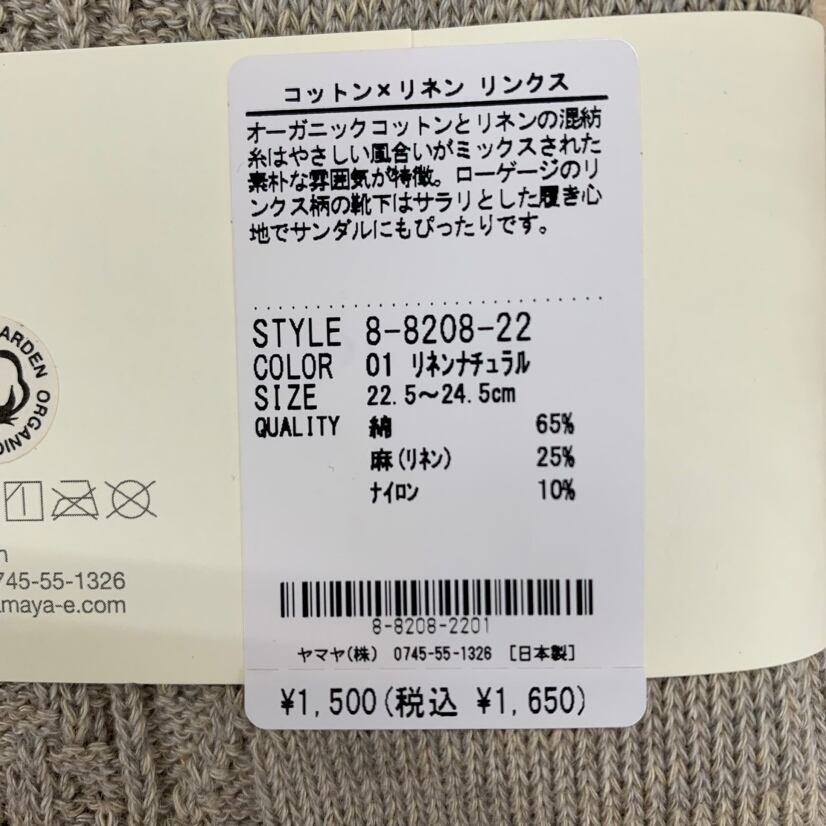 コットン×リネン リンクス
オーガニックコットンとリネンの混紡
糸はやさしい風合いがミックスされた
素朴な雰囲気が特徴。ローゲージのリ
ンクス柄の靴下はサラリとした履き心
地でサンダルにもぴったりです。
STYLE 8-8208-22
COLOR 01 ﾘﾈﾝﾅﾁｭﾗﾙ
SIZE 22.5～24.5cm
QUALITY 綿 65%
麻(ﾘﾈﾝ) 25%
ﾅｲﾛﾝ 10%
8-8208-2201
ヤマヤ(株) 0745-55-1326 [日本製]
¥1,500(税込 ¥1,650)
ARDEN ORGANIC
n
745-55-1326
amaya-e.com